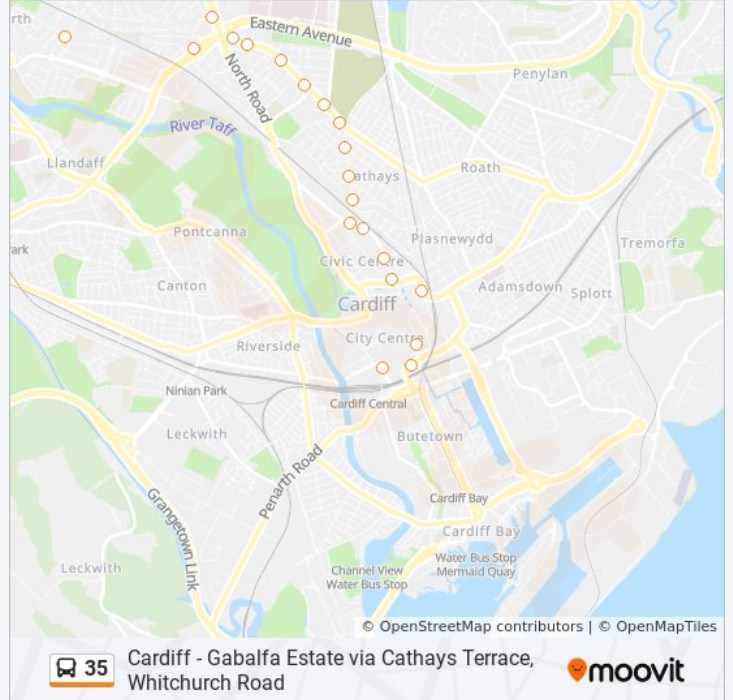 rth
Eastern Avenue
North Road
Penylan
River Taff
Llandaff
athays
Roath
Pontcanna
Plasnewydd
Tremorfa
ark
Civic Centre
Canton
Adamsdown
Splott
Cardiff
City Centre
Riverside
Ninian Park
Cardiff Central
Leckwith
Butetown
Penarth Road
Grangetown Link
Cardiff Bay
Cardiff Bay
Water Bus Stop
Mermaid Quay
Leckwith
Channel View
Water Bus Stop
© OpenStreetMap contributors | © OpenMapTiles
35
Cardiff - Gabalfa Estate via Cathays Terrace,
Whitchurch Road
moovit